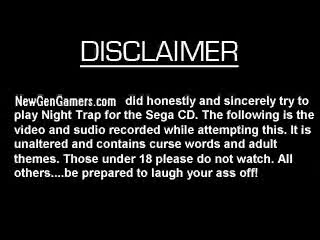 DISCLAIMER
NewGenGamers.com did honestly and sincerely try to
play Night Trap for the Sega CD. The following is the
video and sudio recorded while attempting this. It is
unaltered and contains curse words and adult
themes. Those under 18 please do not watch. All
others....be prepared to laugh your ass off!